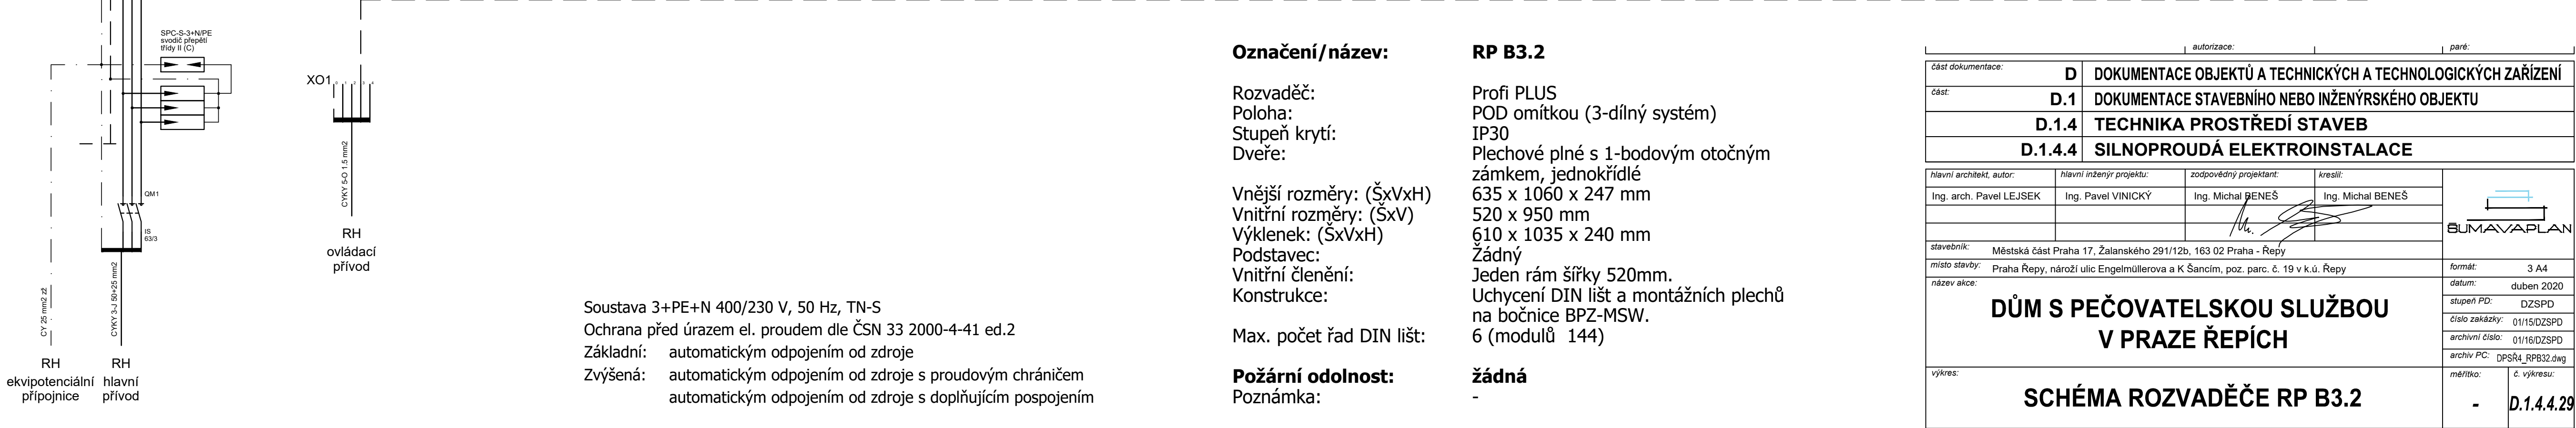 SPC-S-3+N/PE
svodič přepětí
třídy II (C)
QM1
IS
63/3
CY 25 mm2 zž
CYKY 3-J 50+25 mm2
RH
ekvipotenciální
přípojnice
RH
hlavní
přívod
XO1
CYKY 5-O 1.5 mm2
RH
ovládací
přívod
Soustava 3+PE+N 400/230 V, 50 Hz, TN-S
Ochrana před úrazem el. proudem dle ČSN 33 2000-4-41 ed.2
Základní: automatickým odpojením od zdroje
Zvýšená: automatickým odpojením od zdroje s proudovým chráničem
automatickým odpojením od zdroje s doplňujícím pospojením
Označení/název: RP B3.2
Rozvaděč: Profi PLUS
Poloha: POD omítkou (3-dílný systém)
Stupeň krytí: IP30
Dveře: Plechové plné s 1-bodovým otočným
zámkem, jednokřídlé
Vnější rozměry: (ŠxVxH) 635 x 1060 x 247 mm
Vnitřní rozměry: (ŠxV) 520 x 950 mm
Výklenek: (ŠxVxH) 610 x 1035 x 240 mm
Podstavec: Žádný
Vnitřní členění: Jeden rám šířky 520mm.
Konstrukce: Uchycení DIN lišt a montážních plechů
na bočnice BPZ-MSW.
Max. počet řad DIN lišt: 6 (modulů 144)
Požární odolnost: žádná
Poznámka: -
autorizace: paré:
část dokumentace: D DOKUMENTACE OBJEKTŮ A TECHNICKÝCH A TECHNOLOGICKÝCH ZAŘÍZENÍ
část: D.1 DOKUMENTACE STAVEBNÍHO NEBO INŽENÝRSKÉHO OBJEKTU
D.1.4 TECHNIKA PROSTŘEDÍ STAVEB
D.1.4.4 SILNOPROUDÁ ELEKTROINSTALACE
hlavní architekt, autor: hlavní inženýr projektu: zodpovědný projektant: kreslil:
Ing. arch. Pavel LEJSEK Ing. Pavel VINICKÝ Ing. Michal BENEŠ Ing. Michal BENEŠ
ŠUMAVAPLAN
stavebník: Městská část Praha 17, Žalanského 291/12b, 163 02 Praha - Řepy
místo stavby: Praha Řepy, nároží ulic Engelmüllerova a K Šancím, poz. parc. č. 19 v k.ú. Řepy
formát: 3 A4
název akce:
DŮM S PEČOVATELSKOU SLUŽBOU
V PRAZE ŘEPÍCH
datum: duben 2020
stupeň PD: DZSPD
číslo zakázky: 01/15/DZSPD
archivní číslo: 01/16/DZSPD
archiv PC: DPSŘ4_RPB32.dwg
výkres:
SCHÉMA ROZVADĚČE RP B3.2
měřítko: č. výkresu:
- D.1.4.4.29